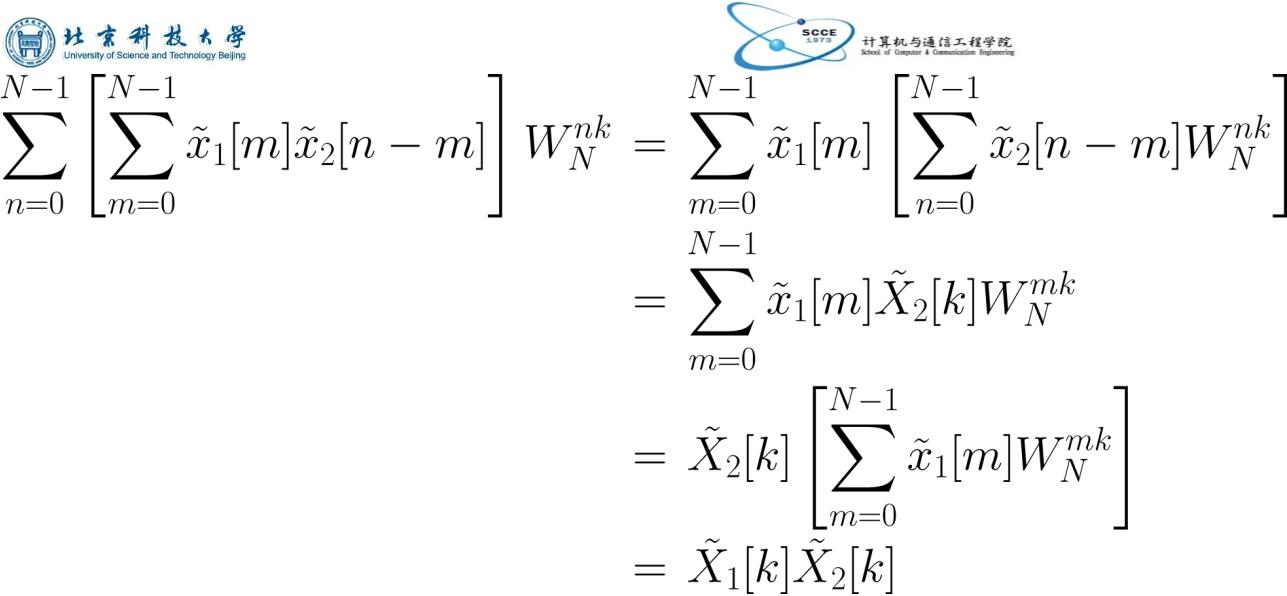 北京科技大学
University of Science and Technology Beijing
SCCE
1973
计算机与通信工程学院
School of Computer & Communication Engineering
\sum_{n=0}^{N-1} \left[ \sum_{m=0}^{N-1} \tilde{x}_1[m]\tilde{x}_2[n-m] \right] W_N^{nk} = \sum_{m=0}^{N-1} \tilde{x}_1[m] \left[ \sum_{n=0}^{N-1} \tilde{x}_2[n-m]W_N^{nk} \right]
= \sum_{m=0}^{N-1} \tilde{x}_1[m]\tilde{X}_2[k]W_N^{mk}
= \tilde{X}_2[k] \left[ \sum_{m=0}^{N-1} \tilde{x}_1[m]W_N^{mk} \right]
= \tilde{X}_1[k]\tilde{X}_2[k]